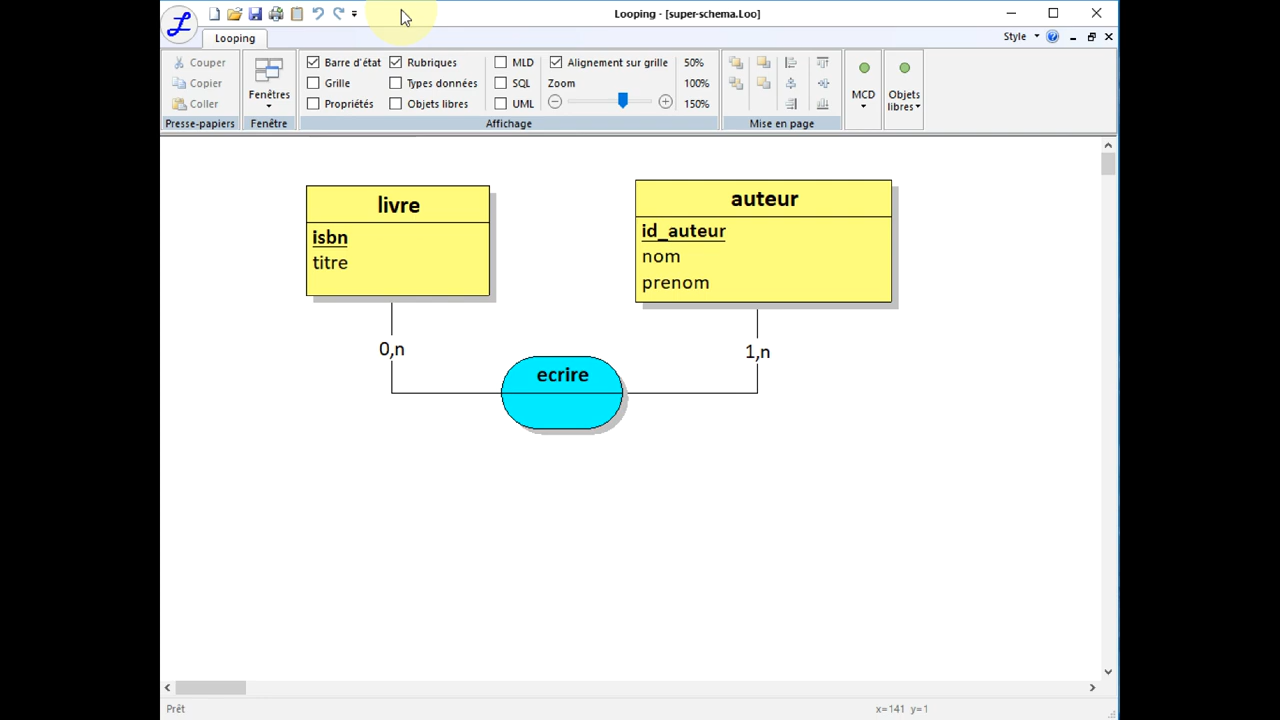 Looping - [super-schema.Loo]
Looping
Style
Couper
Copier
Coller
Presse-papiers
Fenêtres
Fenêtre
Barre d'état
Grille
Propriétés
Rubriques
Types données
Objets libres
MLD
SQL
UML
Alignement sur grille
Zoom
50%
100%
150%
Affichage
Mise en page
MCD
Objets
libres
livre
isbn
titre
auteur
id_auteur
nom
prenom
0,n
1,n
ecrire
Prêt
x=141 y=1